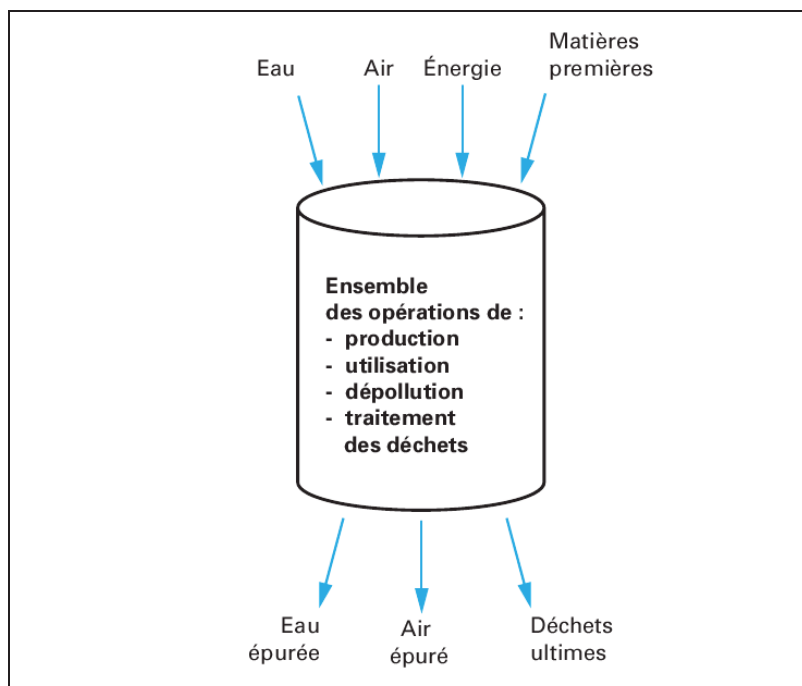 Eau
Air
Énergie
Matières
premières
Ensemble
des opérations de :
- production
- utilisation
- dépollution
- traitement
des déchets
Eau
épurée
Air
épuré
Déchets
ultimes